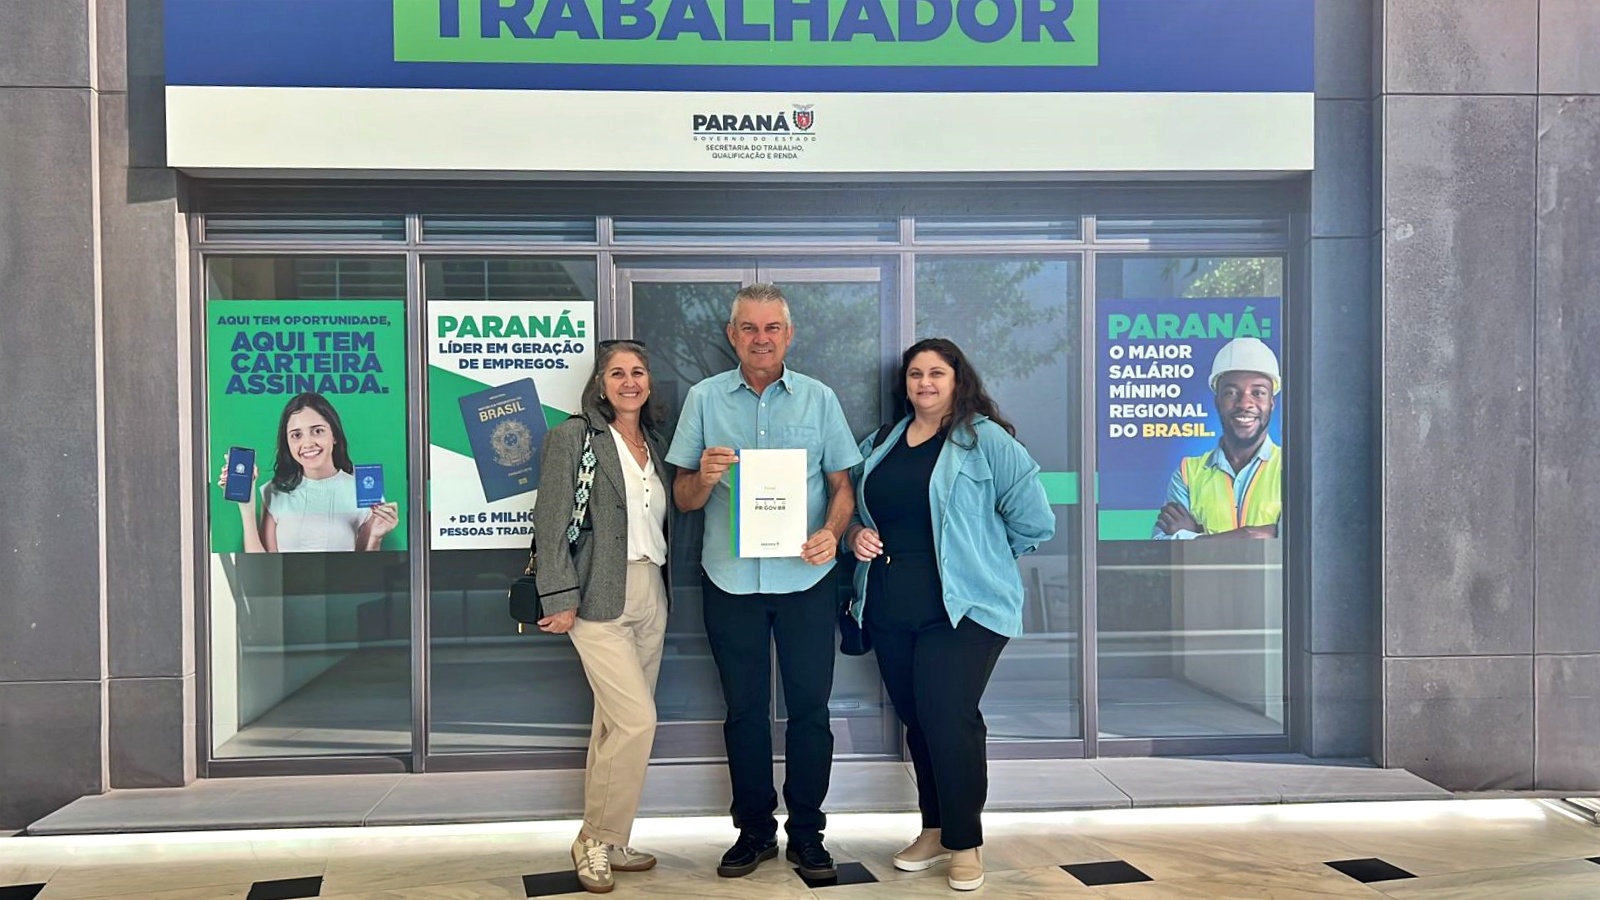 TRABALHADOR
PARANÁ
GOVERNO DO ESTADO
SECRETARIA DO TRABALHO,
QUALIFICAÇÃO E RENDA
AQUI TEM OPORTUNIDADE,
AQUI TEM
CARTEIRA
ASSINADA.
PARANÁ:
LÍDER EM GERAÇÃO
DE EMPREGOS.
BRASIL
+ DE 6 MILHÕ
PESSOAS TRABA
PARANÁ:
O MAIOR
SALÁRIO
MÍNIMO
REGIONAL
DO BRASIL.
PR.GOV.BR